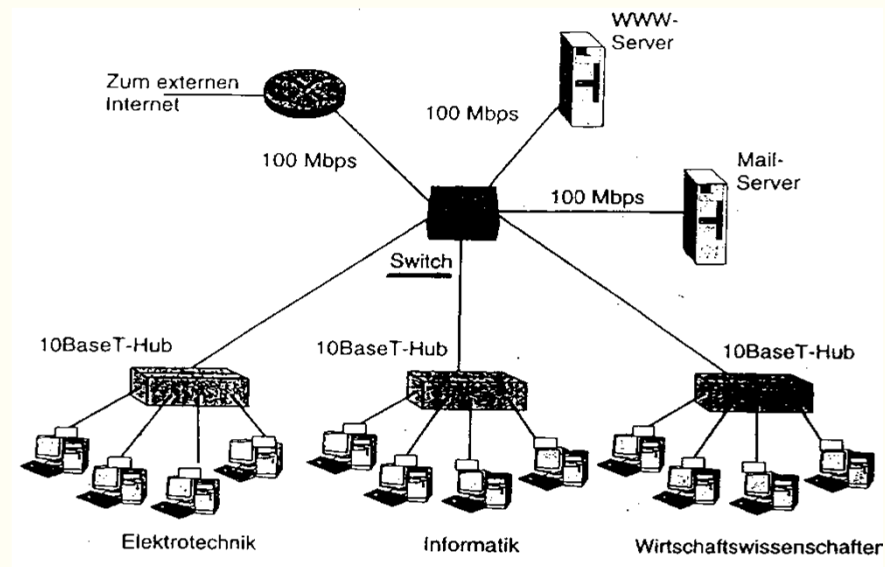 WWW-
Server
Zum externen
Internet
100 Mbps
100 Mbps
Mail-
Server
100 Mbps
Switch
10BaseT-Hub
10BaseT-Hub
10BaseT-Hub
Elektrotechnik
Informatik
Wirtschaftswissenschaften